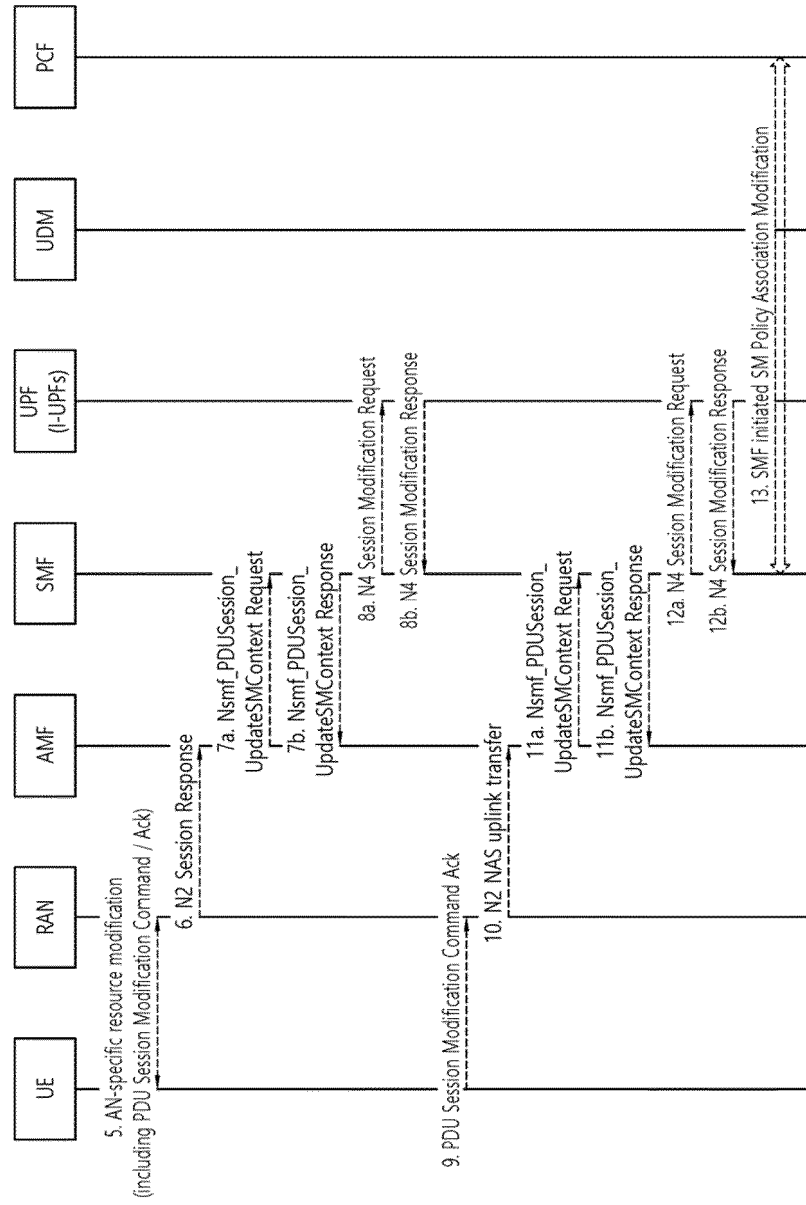 UE
RAN
AMF
SMF
UPF
(I-UPFs)
UDM
PCF
5. AN-specific resource modification
(including PDU Session Modification Command / Ack)
6. N2 Session Response
7a. Nsmf_PDUSession_
UpdateSMContext Request
7b. Nsmf_PDUSession_
UpdateSMContext Response
8a. N4 Session Modification Request
8b. N4 Session Modification Response
9. PDU Session Modification Command Ack
10. N2 NAS uplink transfer
11a. Nsmf_PDUSession_
UpdateSMContext Request
11b. Nsmf_PDUSession_
UpdateSMContext Response
12a. N4 Session Modification Request
12b. N4 Session Modification Response
13. SMF initiated SM Policy Association Modification